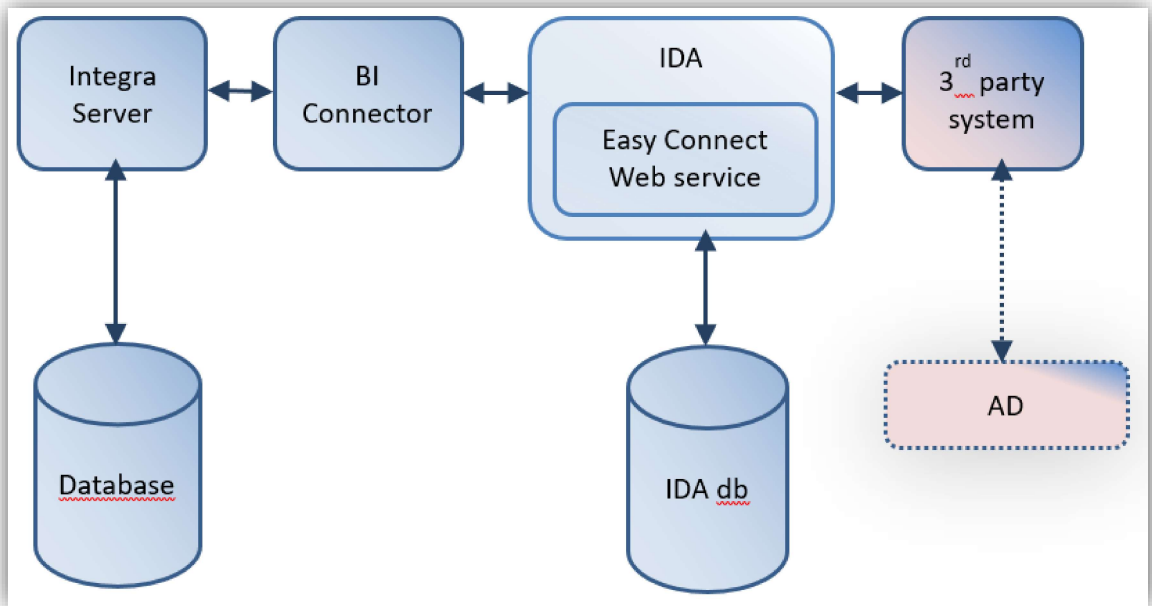 Integra
Server
BI
Connector
IDA
Easy Connect
Web service
3rd party
system
AD
Database
IDA db